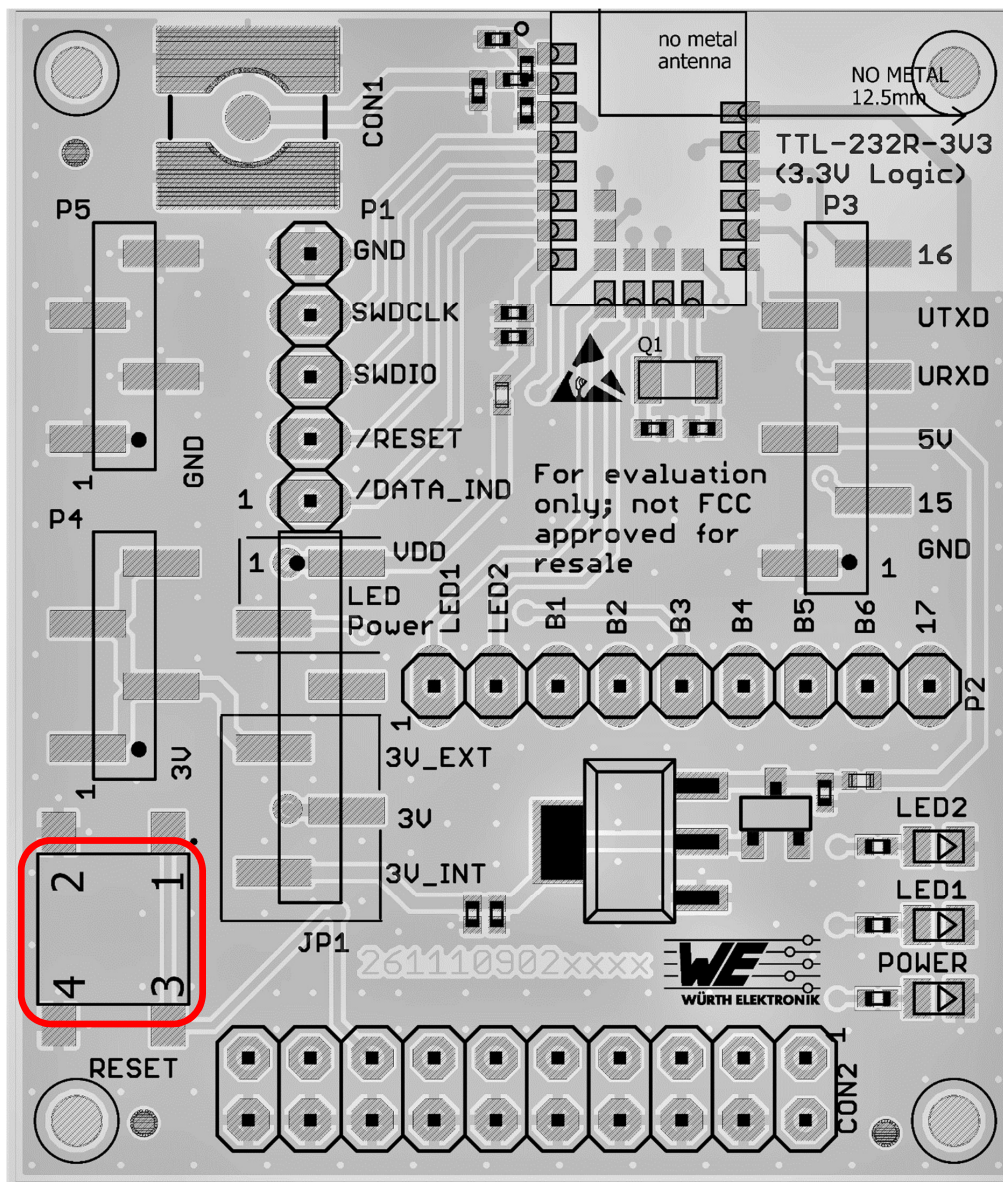 no metal
antenna
NO METAL
12.5mm
CON1
TTL-232R-3V3
(3.3V Logic)
P5
P1
P3
GND
16
SWDCLK
UTXD
SWDIO
Q1
URXD
/RESET
5V
1
GND
/DATA_IND
1
15
For evaluation
only; not FCC
approved for
resale
P4
VDD
1
GND
1
LED
Power
LED1
LED2
B1
B2
B3
B4
B5
B6
17
1
P2
3V_EXT
1
3V
3V
LED2
2
1
3V_INT
LED1
JP1
261110902xxxx
4
3
WE
WÜRTH ELEKTRONIK
POWER
RESET
1
CON2